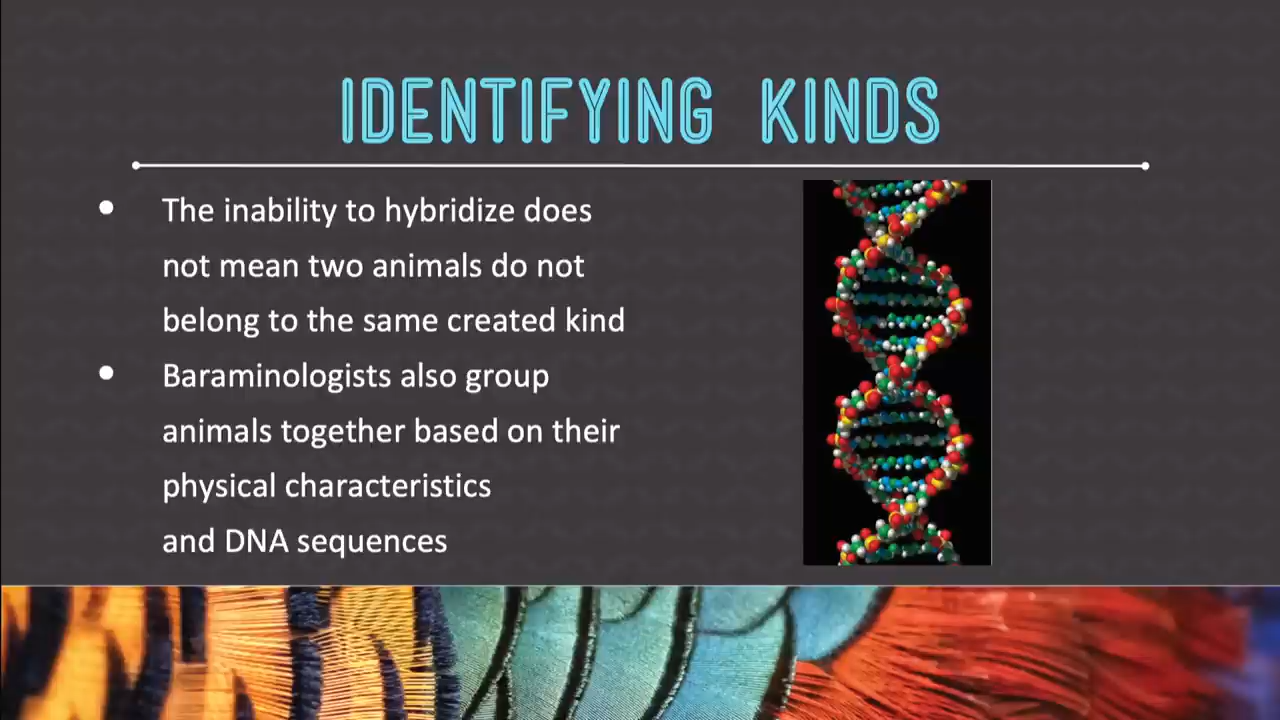 IDENTIFYING KINDS
• The inability to hybridize does
not mean two animals do not
belong to the same created kind
• Baraminologists also group
animals together based on their
physical characteristics
and DNA sequences